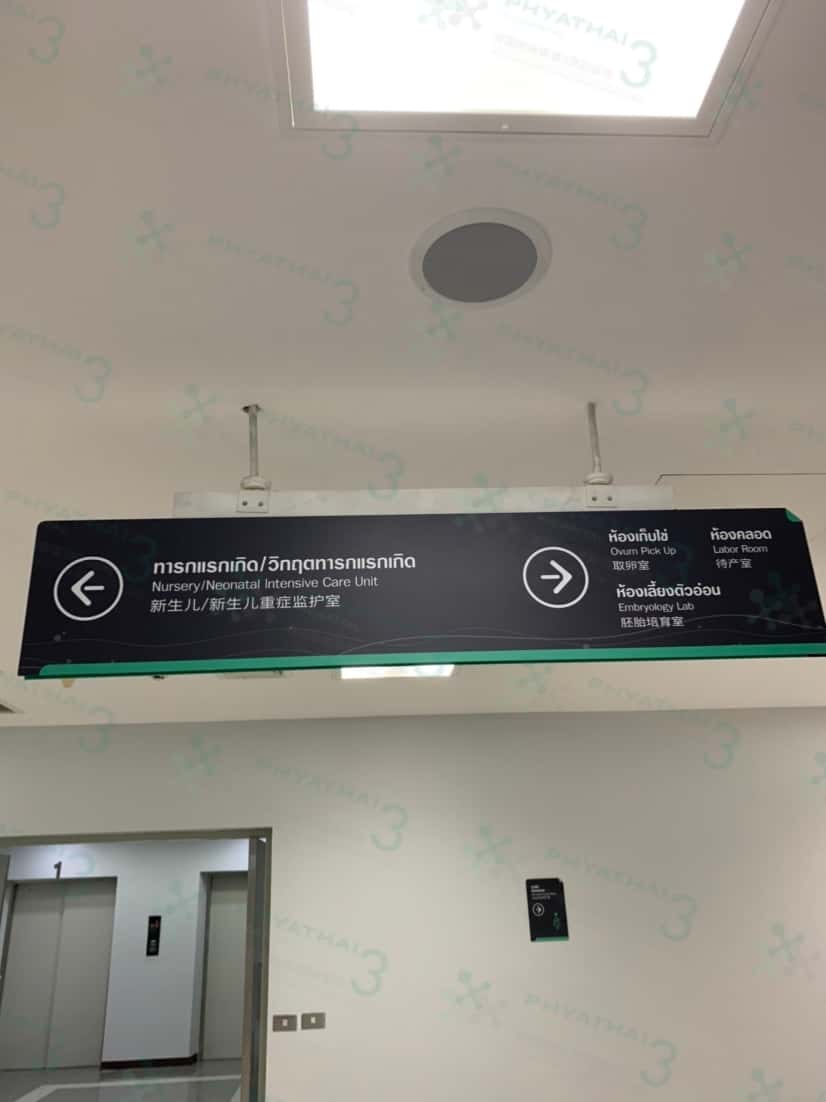 PHYATHAI 3
ทารกแรกเกิด/วิกฤตทารกแรกเกิด
Nursery/Neonatal Intensive Care Unit
新生儿/新生儿重症监护室
ห้องเก็บไข่
Ovum Pick Up
取卵室
ห้องคลอด
Labor Room
待产室
ห้องเลี้ยงตัวอ่อน
Embryology Lab
胚胎培育室
1